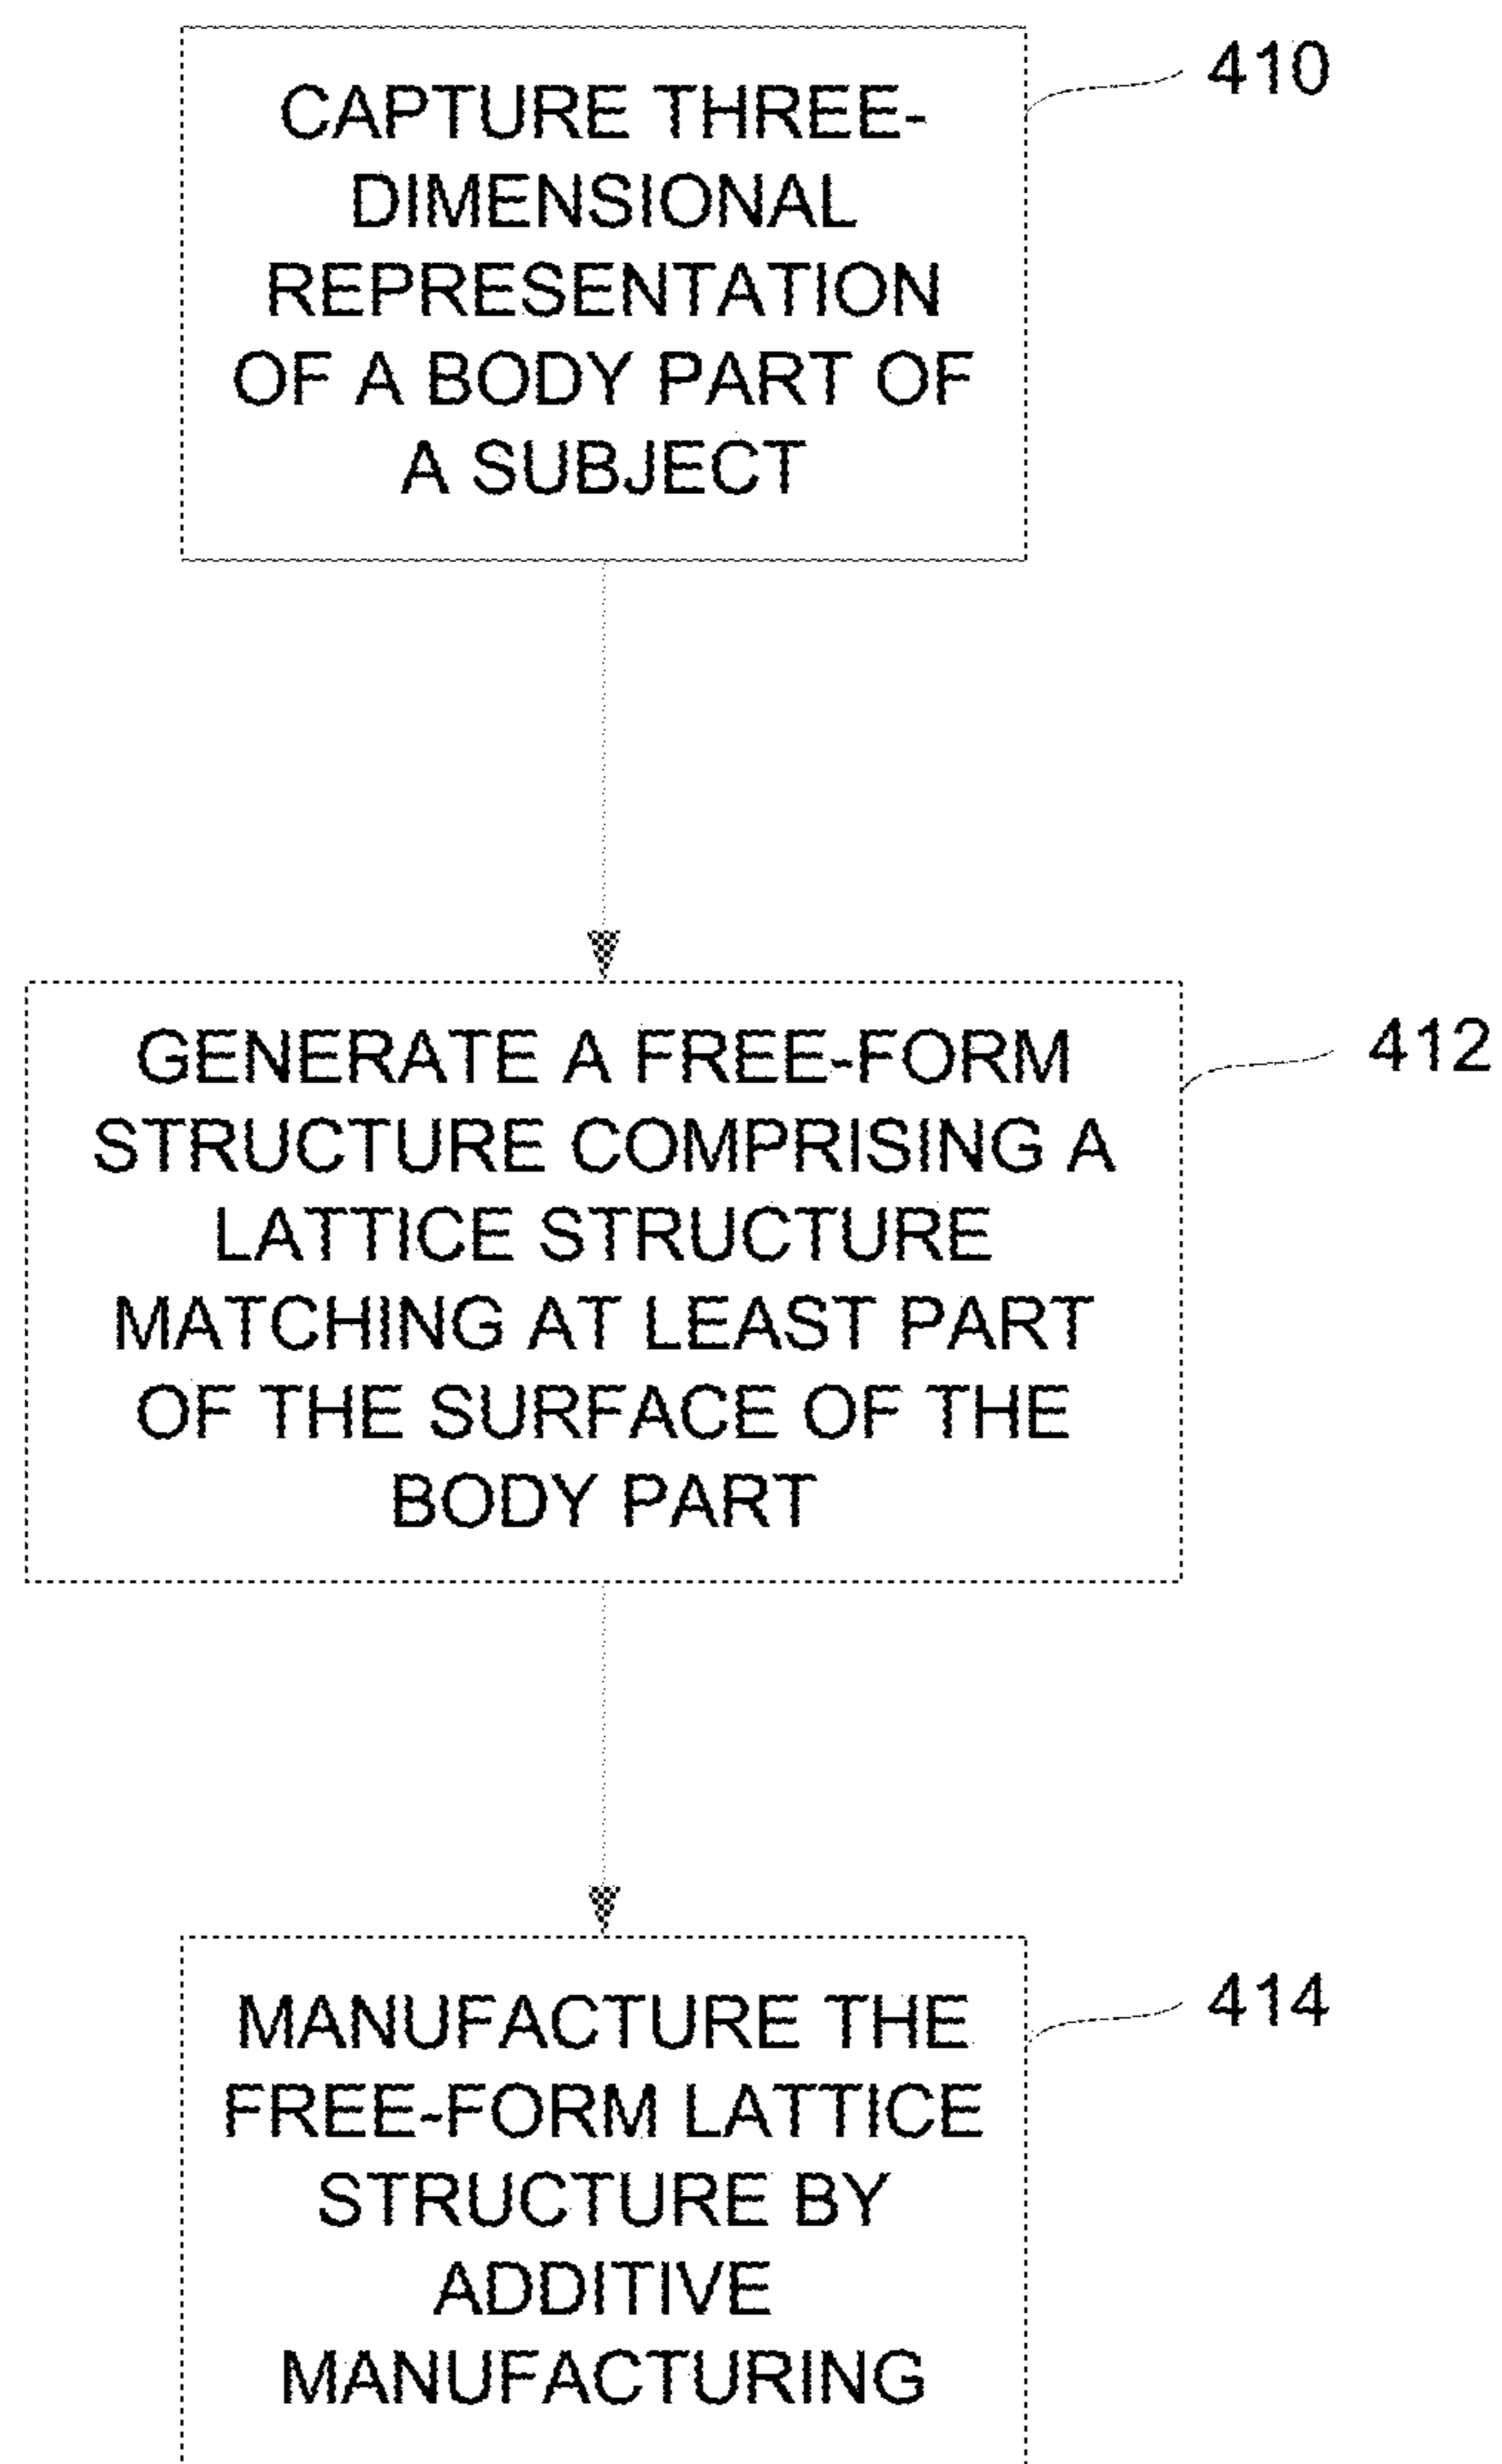 CAPTURE THREE-
DIMENSIONAL
REPRESENTATION
OF A BODY PART OF
A SUBJECT
410
GENERATE A FREE-FORM
STRUCTURE COMPRISING A
LATTICE STRUCTURE
MATCHING AT LEAST PART
OF THE SURFACE OF THE
BODY PART
412
MANUFACTURE THE
FREE-FORM LATTICE
STRUCTURE BY
ADDITIVE
MANUFACTURING
414